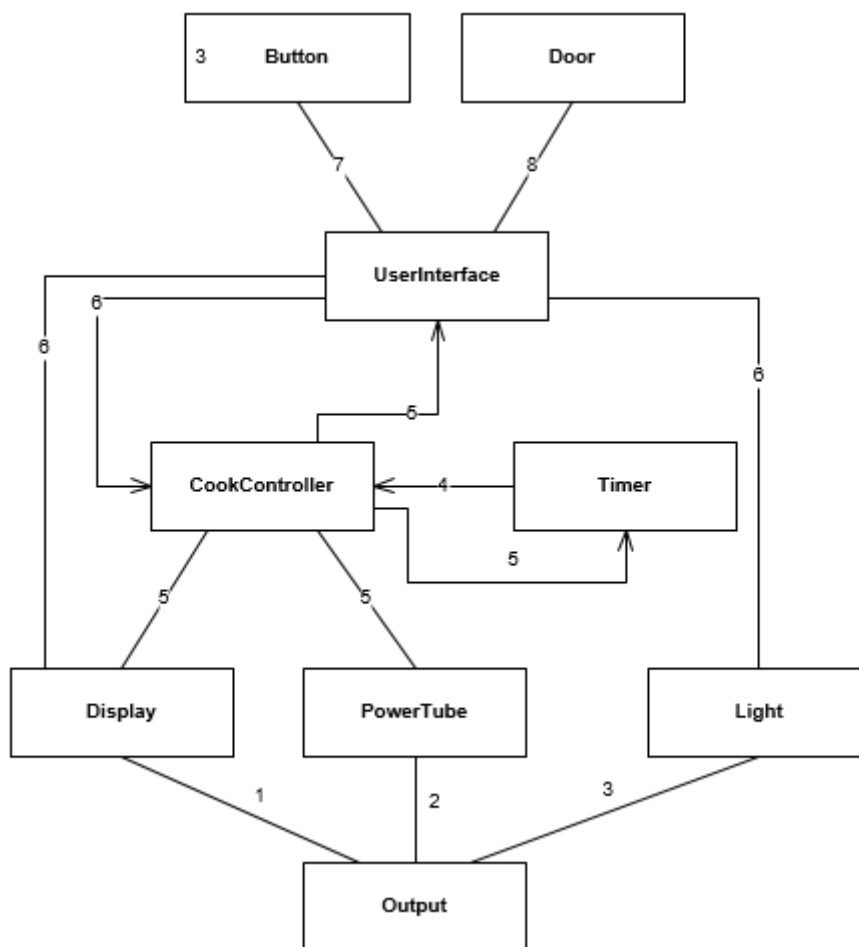 3 Button
Door
7
8
UserInterface
6
6
6
5
CookController
4
Timer
5
5
5
Display
PowerTube
Light
1
2
3
Output